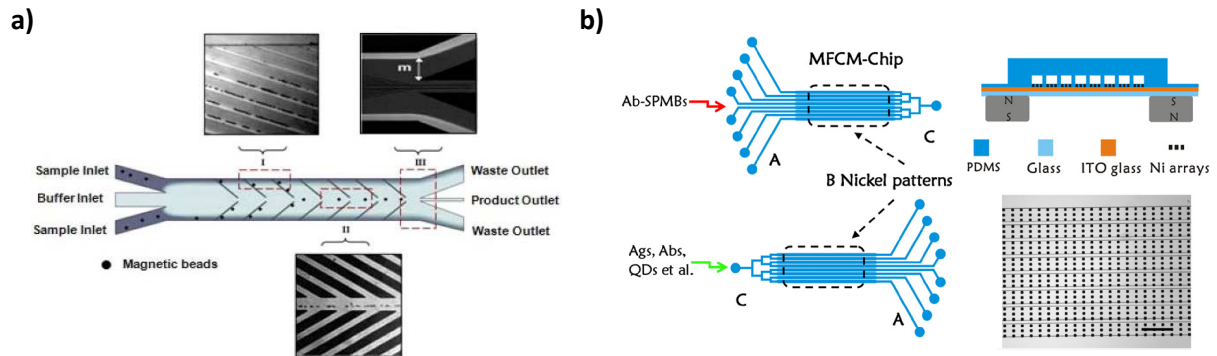 a)
m
I
III
Sample Inlet
Buffer Inlet
Sample Inlet
Waste Outlet
Product Outlet
Waste Outlet
II
Magnetic beads
b)
MFCM-Chip
Ab-SPMBs
A
C
B Nickel patterns
Ags, Abs,
QDs et al.
C
A
N
S
S
N
PDMS
Glass
ITO glass
Ni arrays